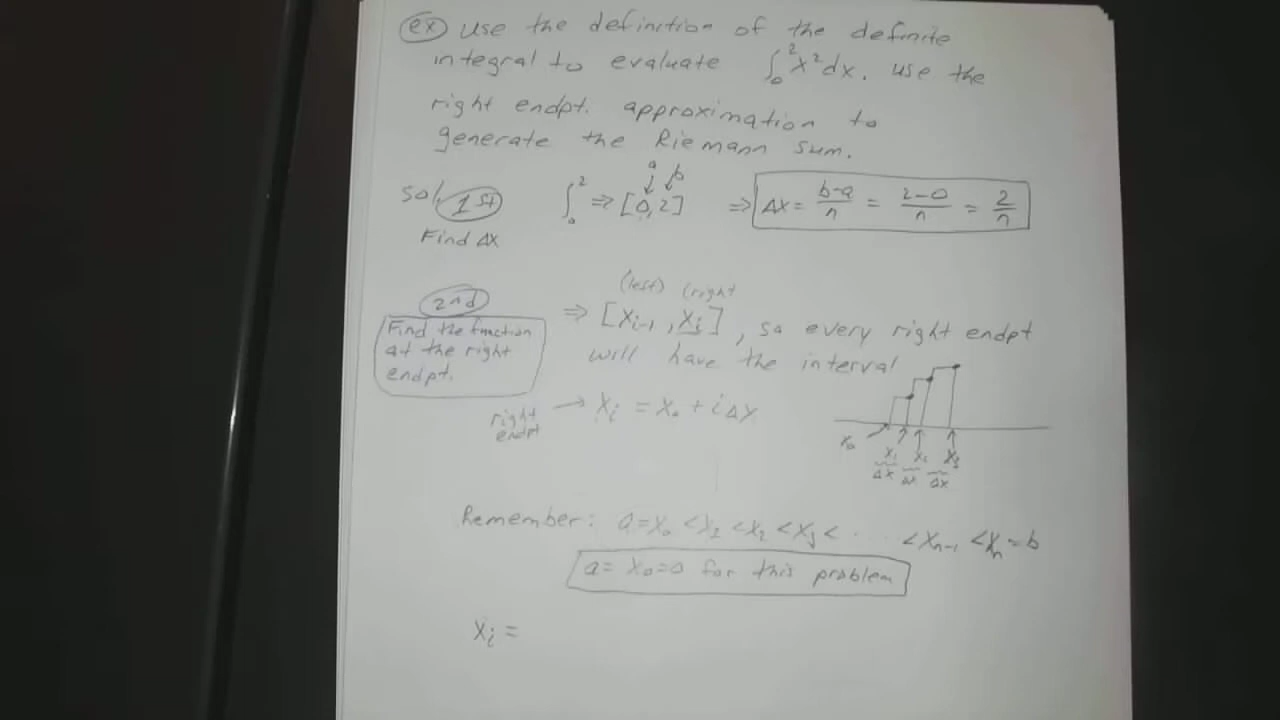 ex Use the definition of the definite
integral to evaluate ∫₀² x² dx. Use the
right endpt. approximation to
generate the Riemann sum.
a b
sol. 1st ∫₀² ⇒ [0,2] ⇒ Δx = b-a/n = 2-0/n = 2/n
Find Δx
2nd
(left) (right
Find the function
at the right
endpt.
⇒ [xᵢ₋₁, xᵢ], so every right endpt
will have the interval
right
endpt
→ xᵢ = x₀ + iΔx
x₀ x₁ x₂ x₃
Δx Δx Δx
Remember: a=x₀ <x₁ <x₂ <x₃ < . . . <xₙ₋₁ <xₙ=b
a= x₀=0 for this problem
xᵢ =